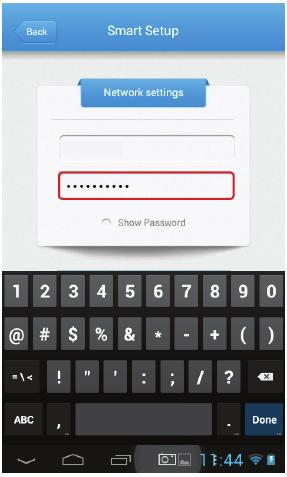 Back
Smart Setup
Network settings
••••••••••
Show Password
1 2 3 4 5 6 7 8 9 0
@ # $ % & * - + ( )
= \ < ! " ' : ; / ?
ABC , . Done
11:44